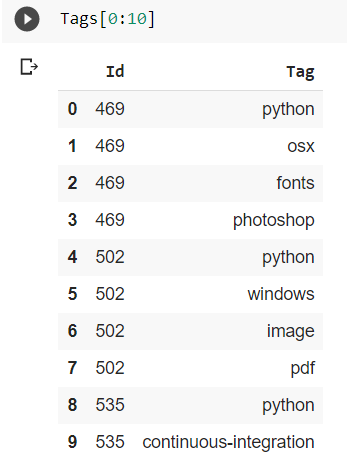 Tags[0:10]
Id Tag
0 469 python
1 469 osx
2 469 fonts
3 469 photoshop
4 502 python
5 502 windows
6 502 image
7 502 pdf
8 535 python
9 535 continuous-integration